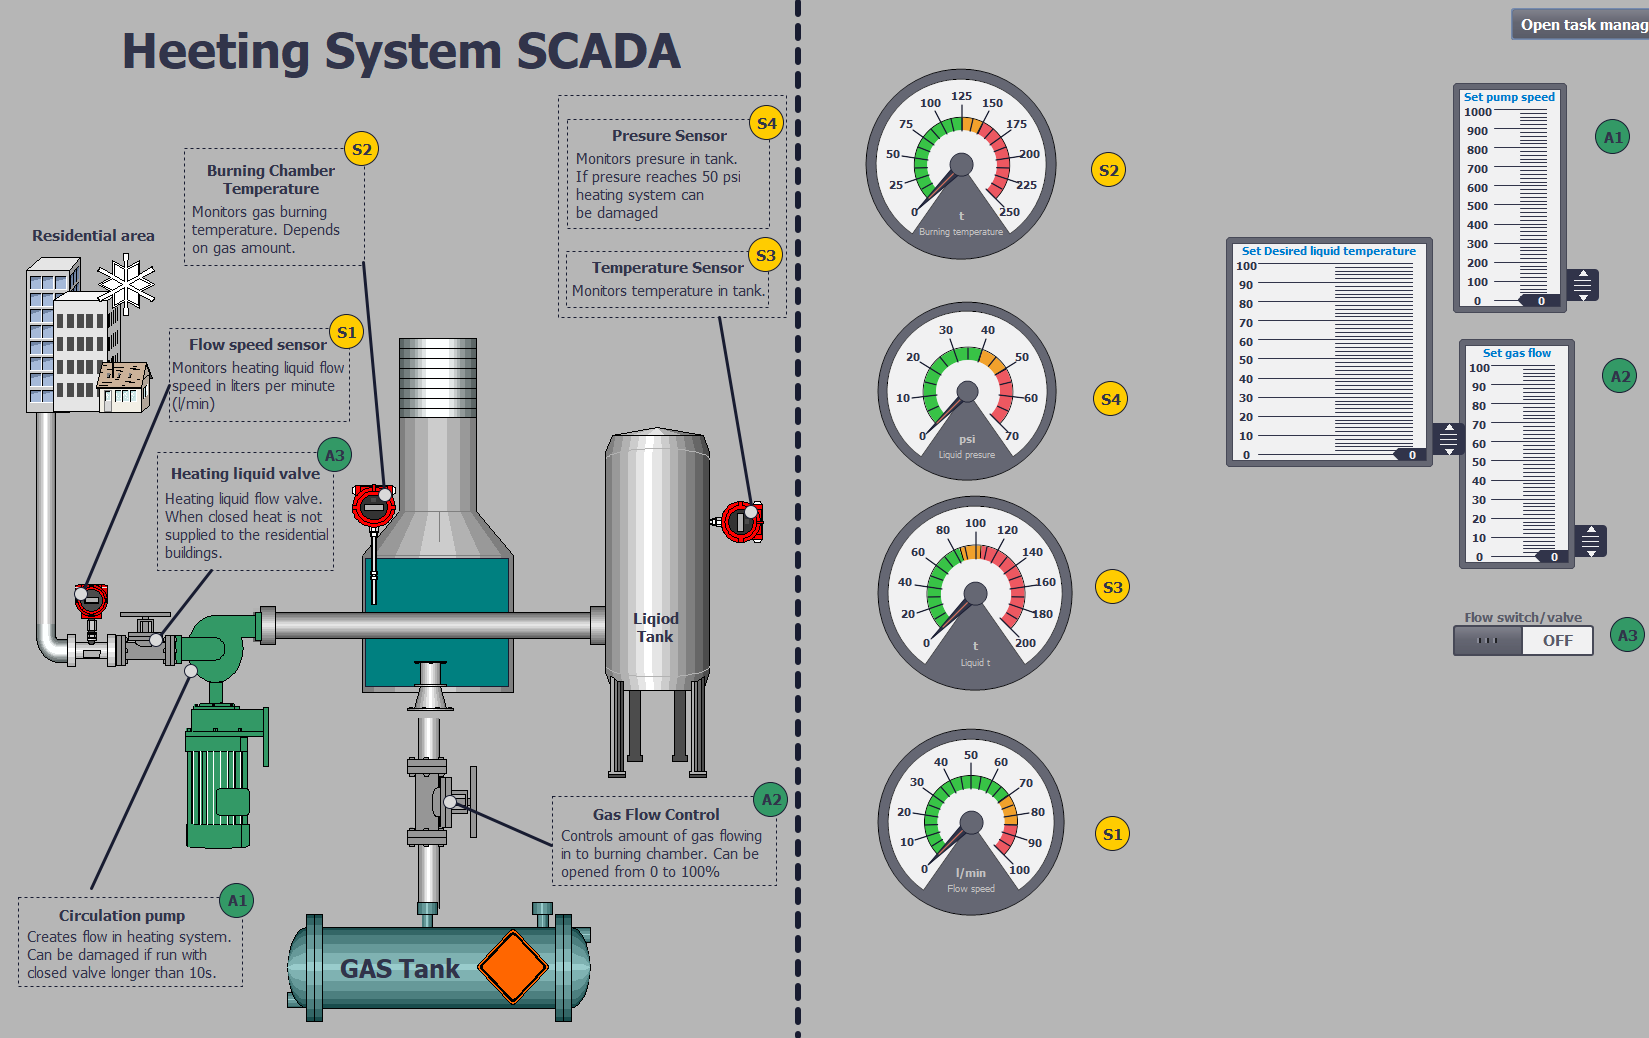 Heeting System SCADA
Open task manag
S4
Presure Sensor
Monitors presure in tank.
If presure reaches 50 psi
heating system can
be damaged
S3
Temperature Sensor
Monitors temperature in tank.
S2
Burning Chamber
Temperature
Monitors gas burning
temperature. Depends
on gas amount.
Residential area
S1
Flow speed sensor
Monitors heating liquid flow
speed in liters per minute
(l/min)
A3
Heating liquid valve
Heating liquid flow valve.
When closed heat is not
supplied to the residential
buildings.
Liqiod
Tank
A2
Gas Flow Control
Controls amount of gas flowing
in to burning chamber. Can be
opened from 0 to 100%
A1
Circulation pump
Creates flow in heating system.
Can be damaged if run with
closed valve longer than 10s.
GAS Tank
0 25 50 75 100 125 150 175 200 225 250
t
Burning temperature
S2
0 10 20 30 40 50 60 70
psi
Liquid presure
S4
0 20 40 60 80 100 120 140 160 180 200
t
Liquid t
S3
0 10 20 30 40 50 60 70 80 90 100
l/min
Flow speed
S1
Set Desired liquid temperature
100
90
80
70
60
50
40
30
20
10
0 0
Set pump speed
1000
900
800
700
600
500
400
300
200
100
0 0
A1
Set gas flow
100
90
80
70
60
50
40
30
20
10
0 0
A2
Flow switch/valve
OFF
A3